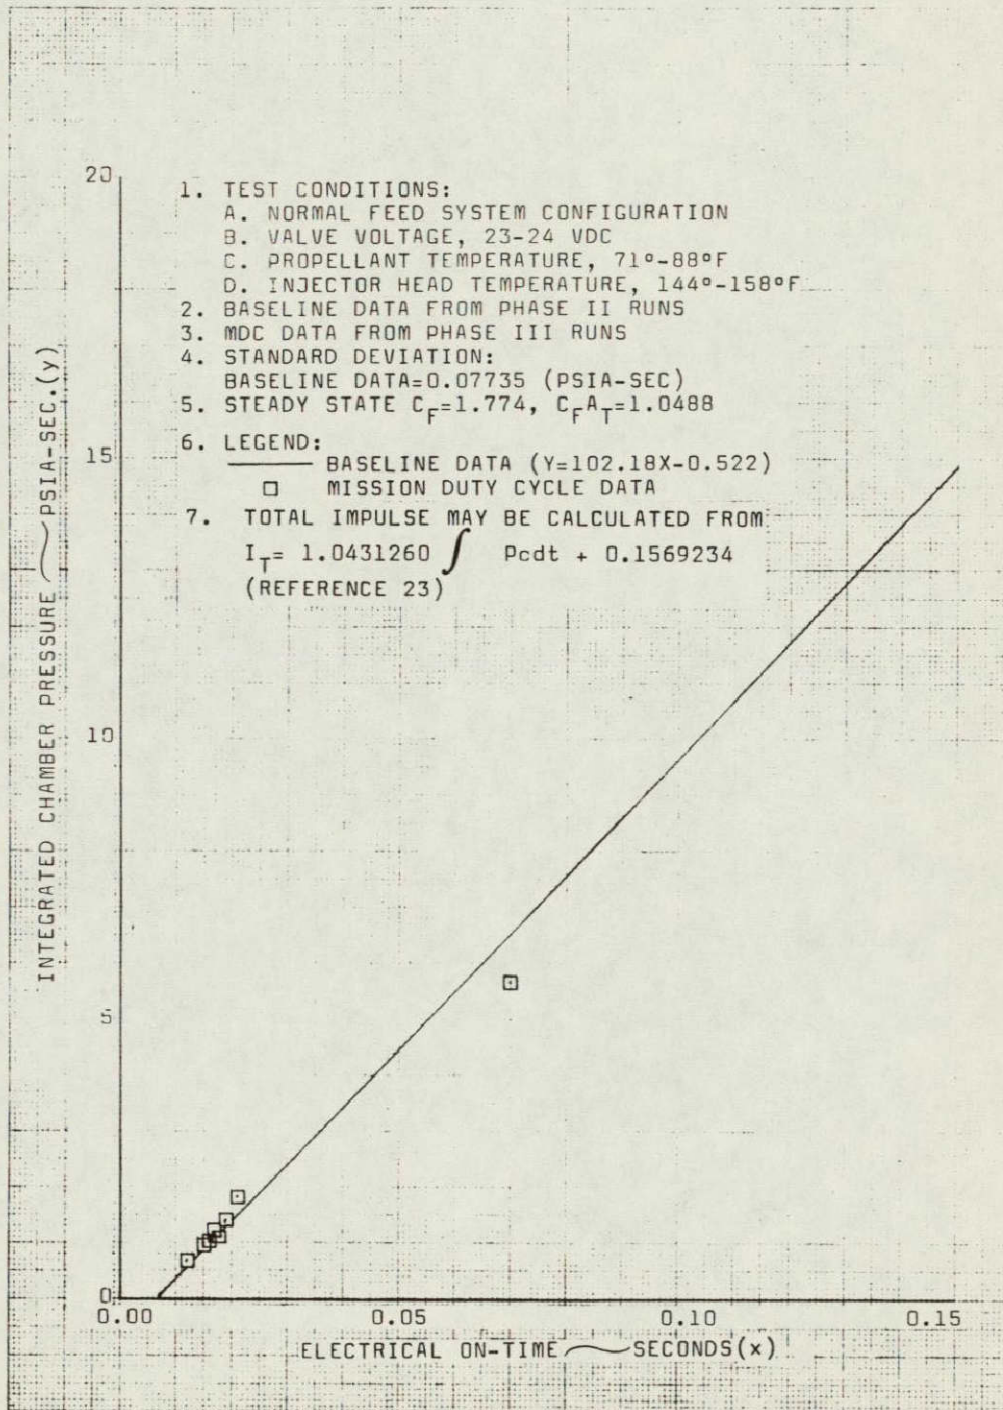 20
1. TEST CONDITIONS:
A. NORMAL FEED SYSTEM CONFIGURATION
B. VALVE VOLTAGE, 23-24 VDC
C. PROPELLANT TEMPERATURE, 71°-88°F
D. INJECTOR HEAD TEMPERATURE, 144°-158°F
2. BASELINE DATA FROM PHASE II RUNS
3. MDC DATA FROM PHASE III RUNS
4. STANDARD DEVIATION:
BASELINE DATA=0.07735 (PSIA-SEC)
5. STEADY STATE C_F=1.774, C_FA_T=1.0488
6. LEGEND:
BASELINE DATA (Y=102.18X-0.522)
MISSION DUTY CYCLE DATA
7. TOTAL IMPULSE MAY BE CALCULATED FROM
I_T= 1.0431260 ∫ Pcdt + 0.1569234
(REFERENCE 23)
15
10
5
0
INTEGRATED CHAMBER PRESSURE ~ PSIA-SEC.(y)
0.00 0.05 0.10 0.15
ELECTRICAL ON-TIME ~ SECONDS(x)